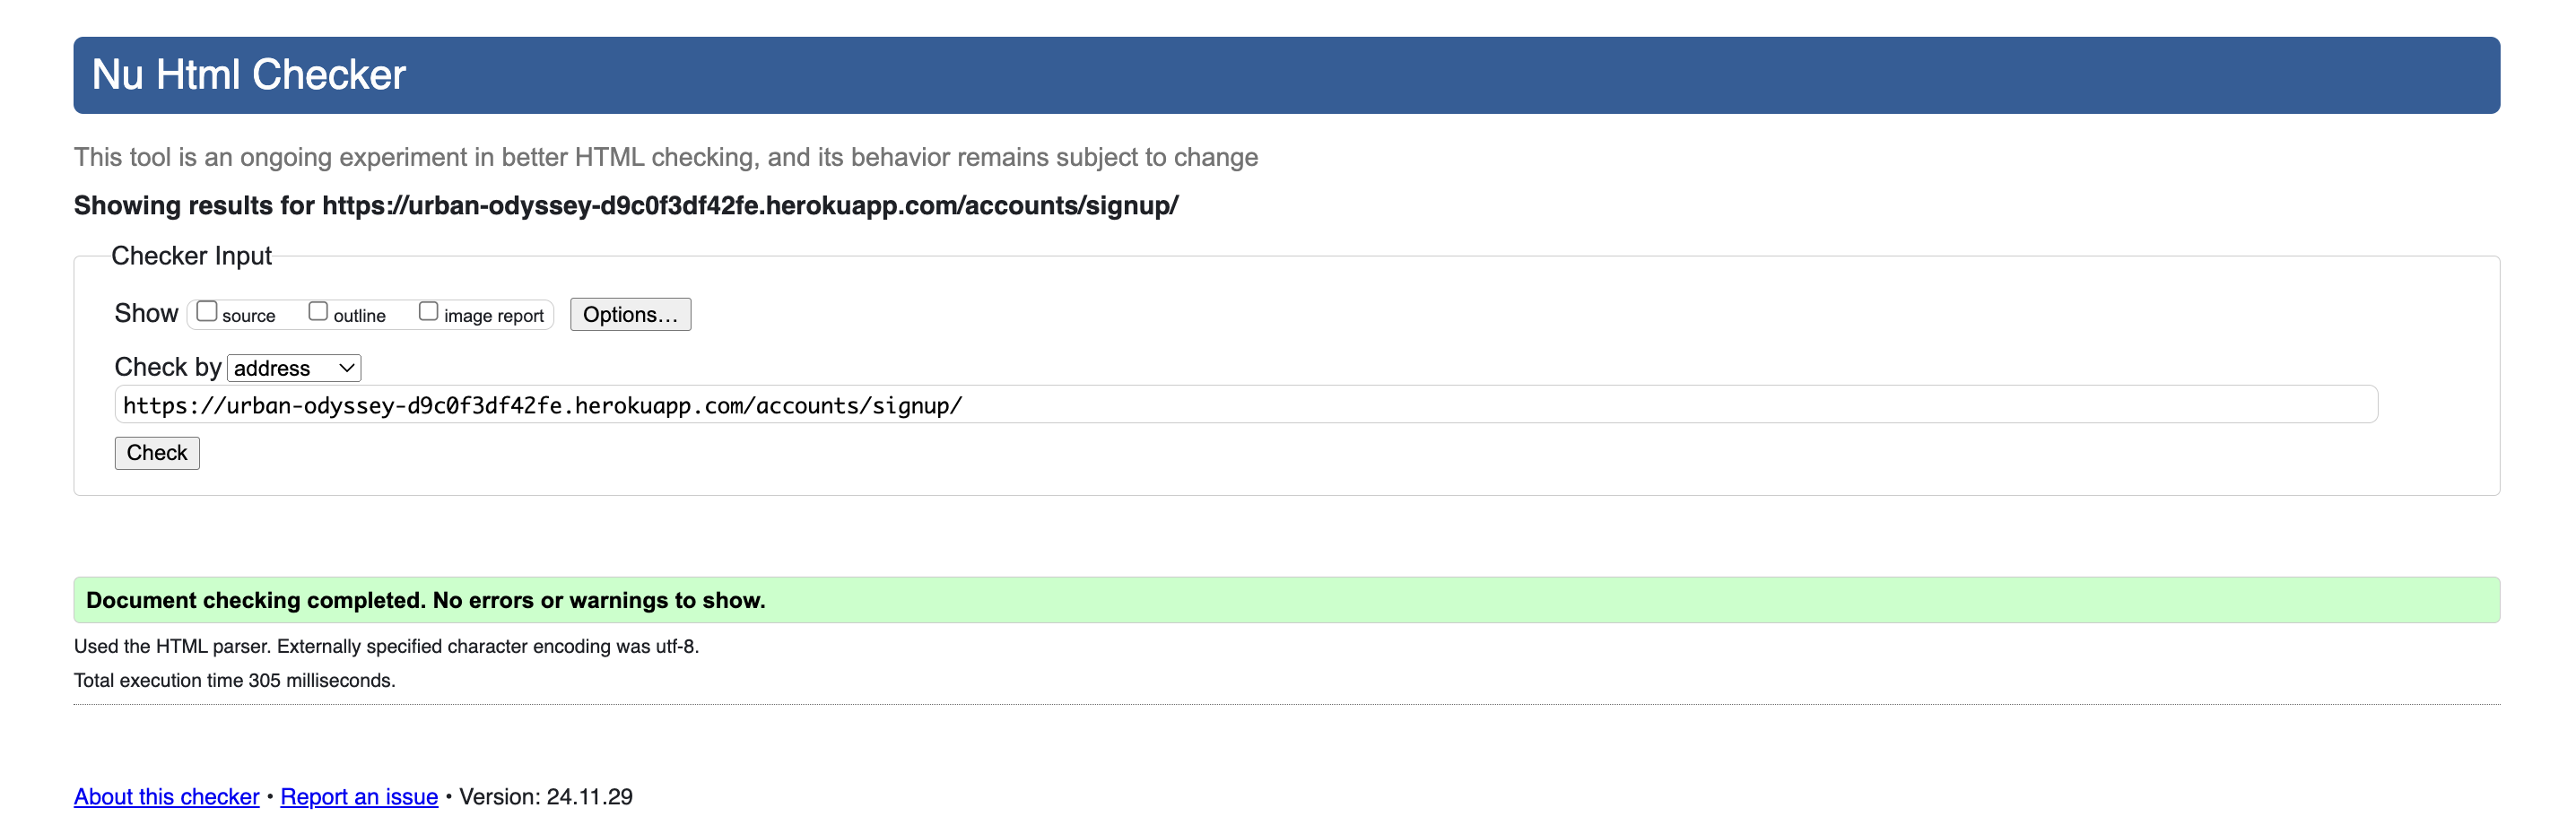 Nu Html Checker
This tool is an ongoing experiment in better HTML checking, and its behavior remains subject to change
Showing results for https://urban-odyssey-d9c0f3df42fe.herokuapp.com/accounts/signup/
Checker Input
Show source outline image report Options...
Check by address
https://urban-odyssey-d9c0f3df42fe.herokuapp.com/accounts/signup/
Check
Document checking completed. No errors or warnings to show.
Used the HTML parser. Externally specified character encoding was utf-8.
Total execution time 305 milliseconds.
About this checker • Report an issue • Version: 24.11.29